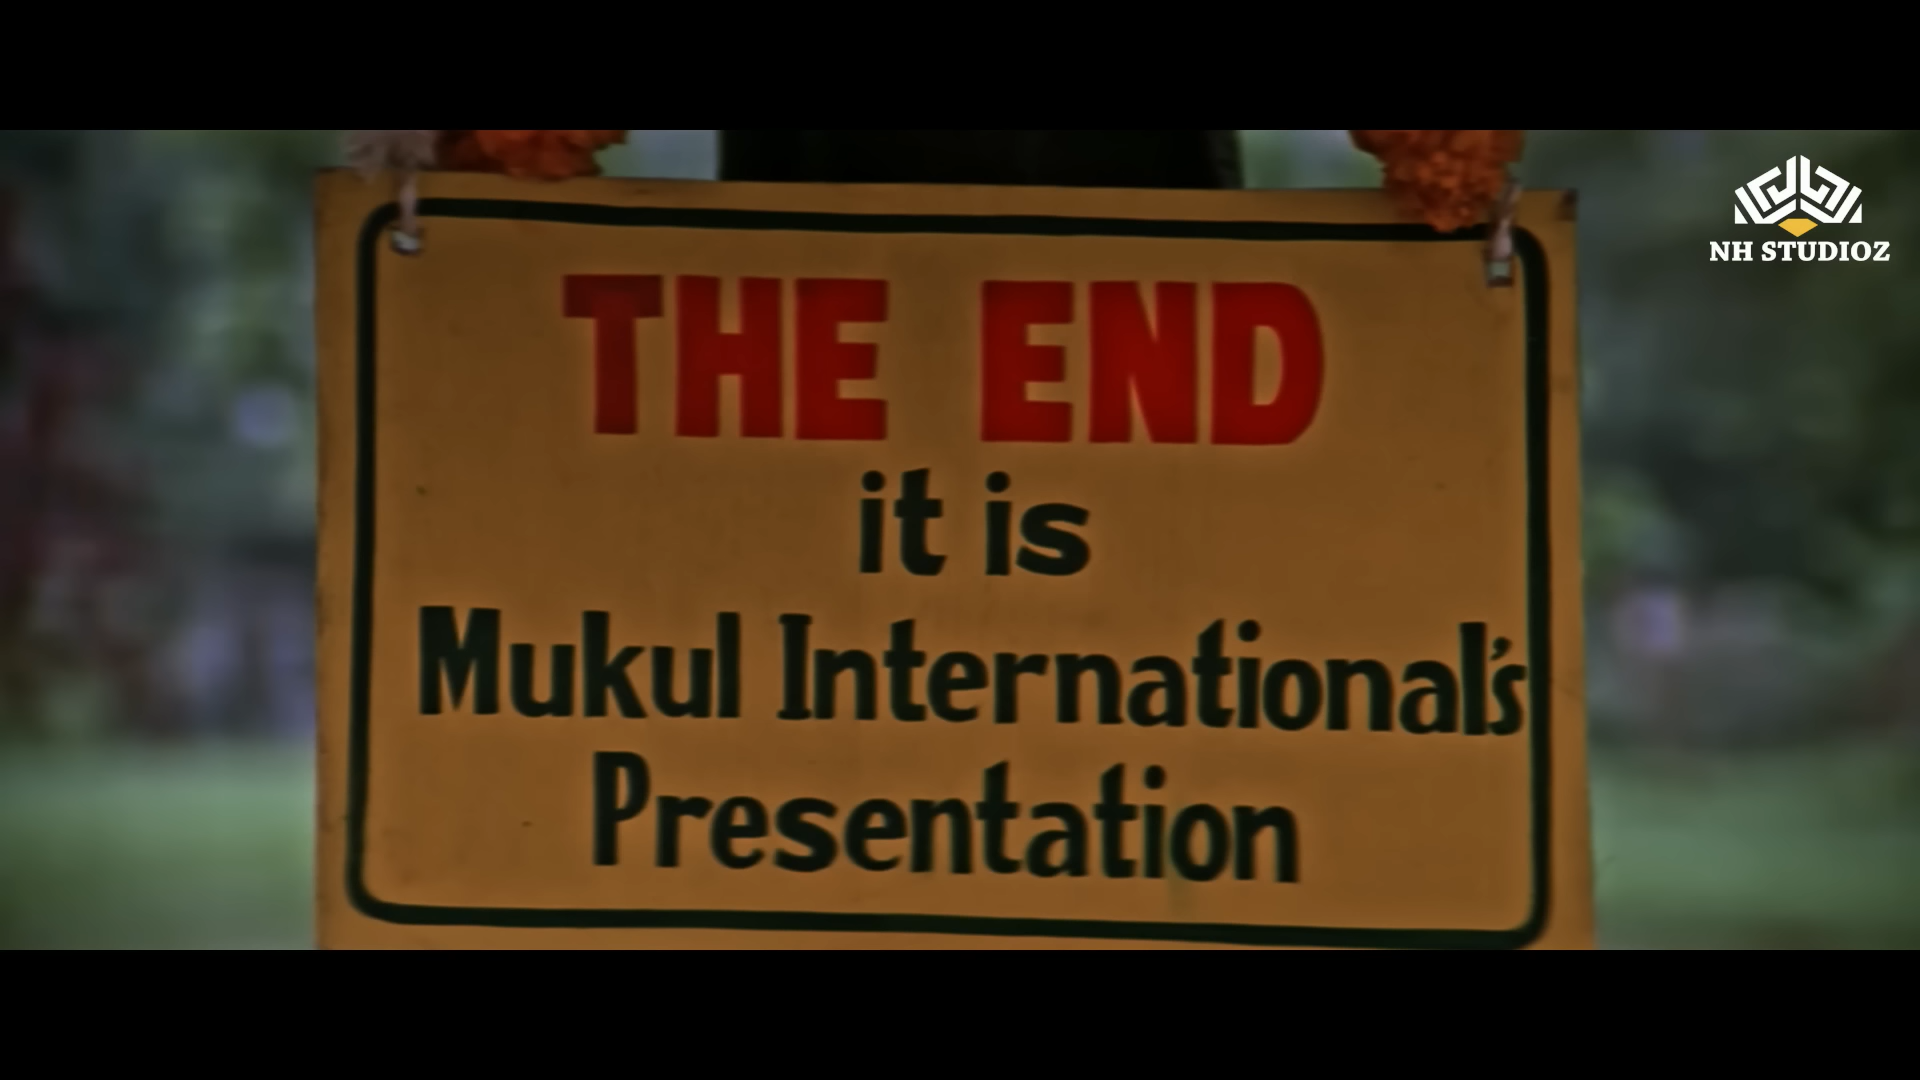 NH STUDIOZ
THE END
it is
Mukul International's
Presentation